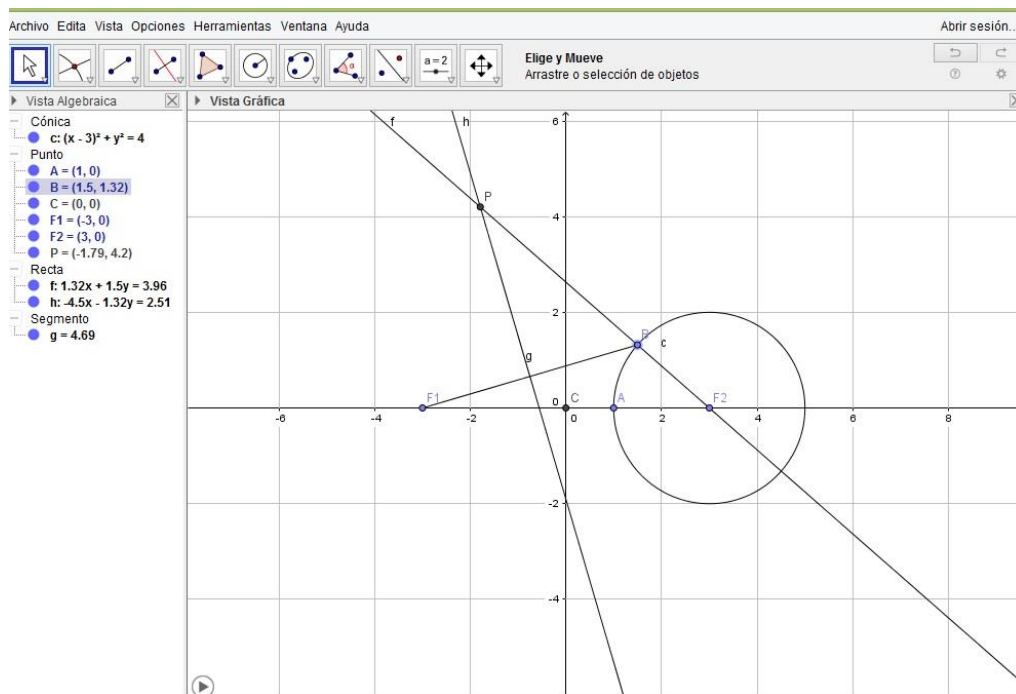 Archivo Edita Vista Opciones Herramientas Ventana Ayuda
Abrir sesión...
a = 2
Elige y Mueve
Arrastre o selección de objetos
Vista Algebraica
Vista Gráfica
Cónica
c: (x - 3)² + y² = 4
Punto
A = (1, 0)
B = (1.5, 1.32)
C = (0, 0)
F1 = (-3, 0)
F2 = (3, 0)
P = (-1.79, 4.2)
Recta
f: 1.32x + 1.5y = 3.96
h: -4.5x - 1.32y = 2.51
Segmento
g = 4.69
f
h
6
P
4
2
B
c
g
F1
0
C
A
F2
-6
-4
-2
0
2
4
6
8
-2
-4